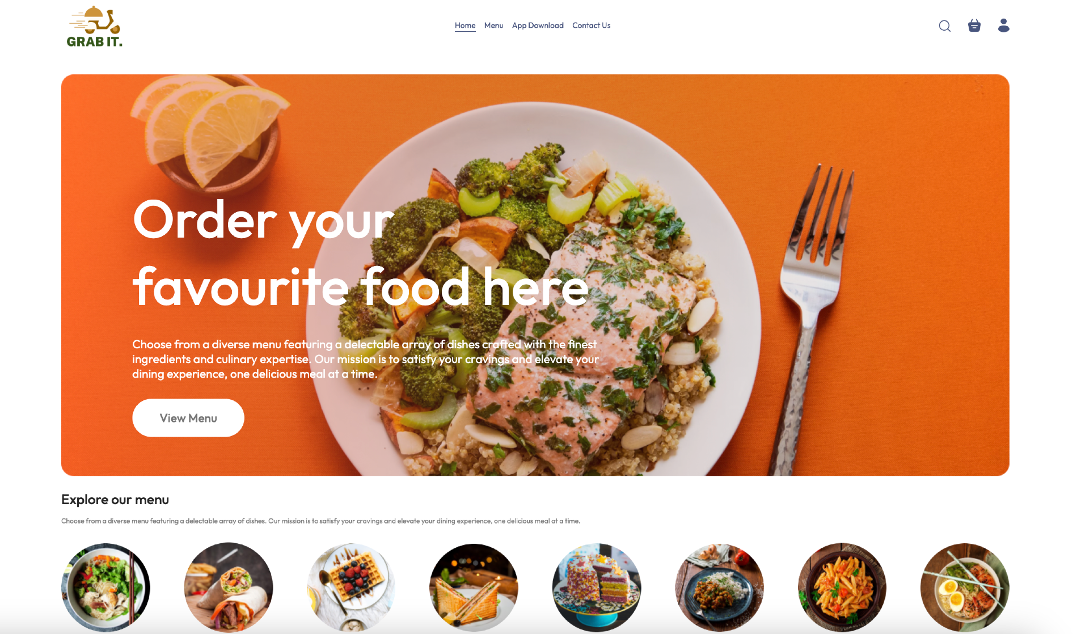 GRAB IT.
Home Menu App Download Contact Us
Order your
favourite food here
Choose from a diverse menu featuring a delectable array of dishes crafted with the finest
ingredients and culinary expertise. Our mission is to satisfy your cravings and elevate your
dining experience, one delicious meal at a time.
View Menu
Explore our menu
Choose from a diverse menu featuring a delectable array of dishes. Our mission is to satisfy your cravings and elevate your dining experience, one delicious meal at a time.